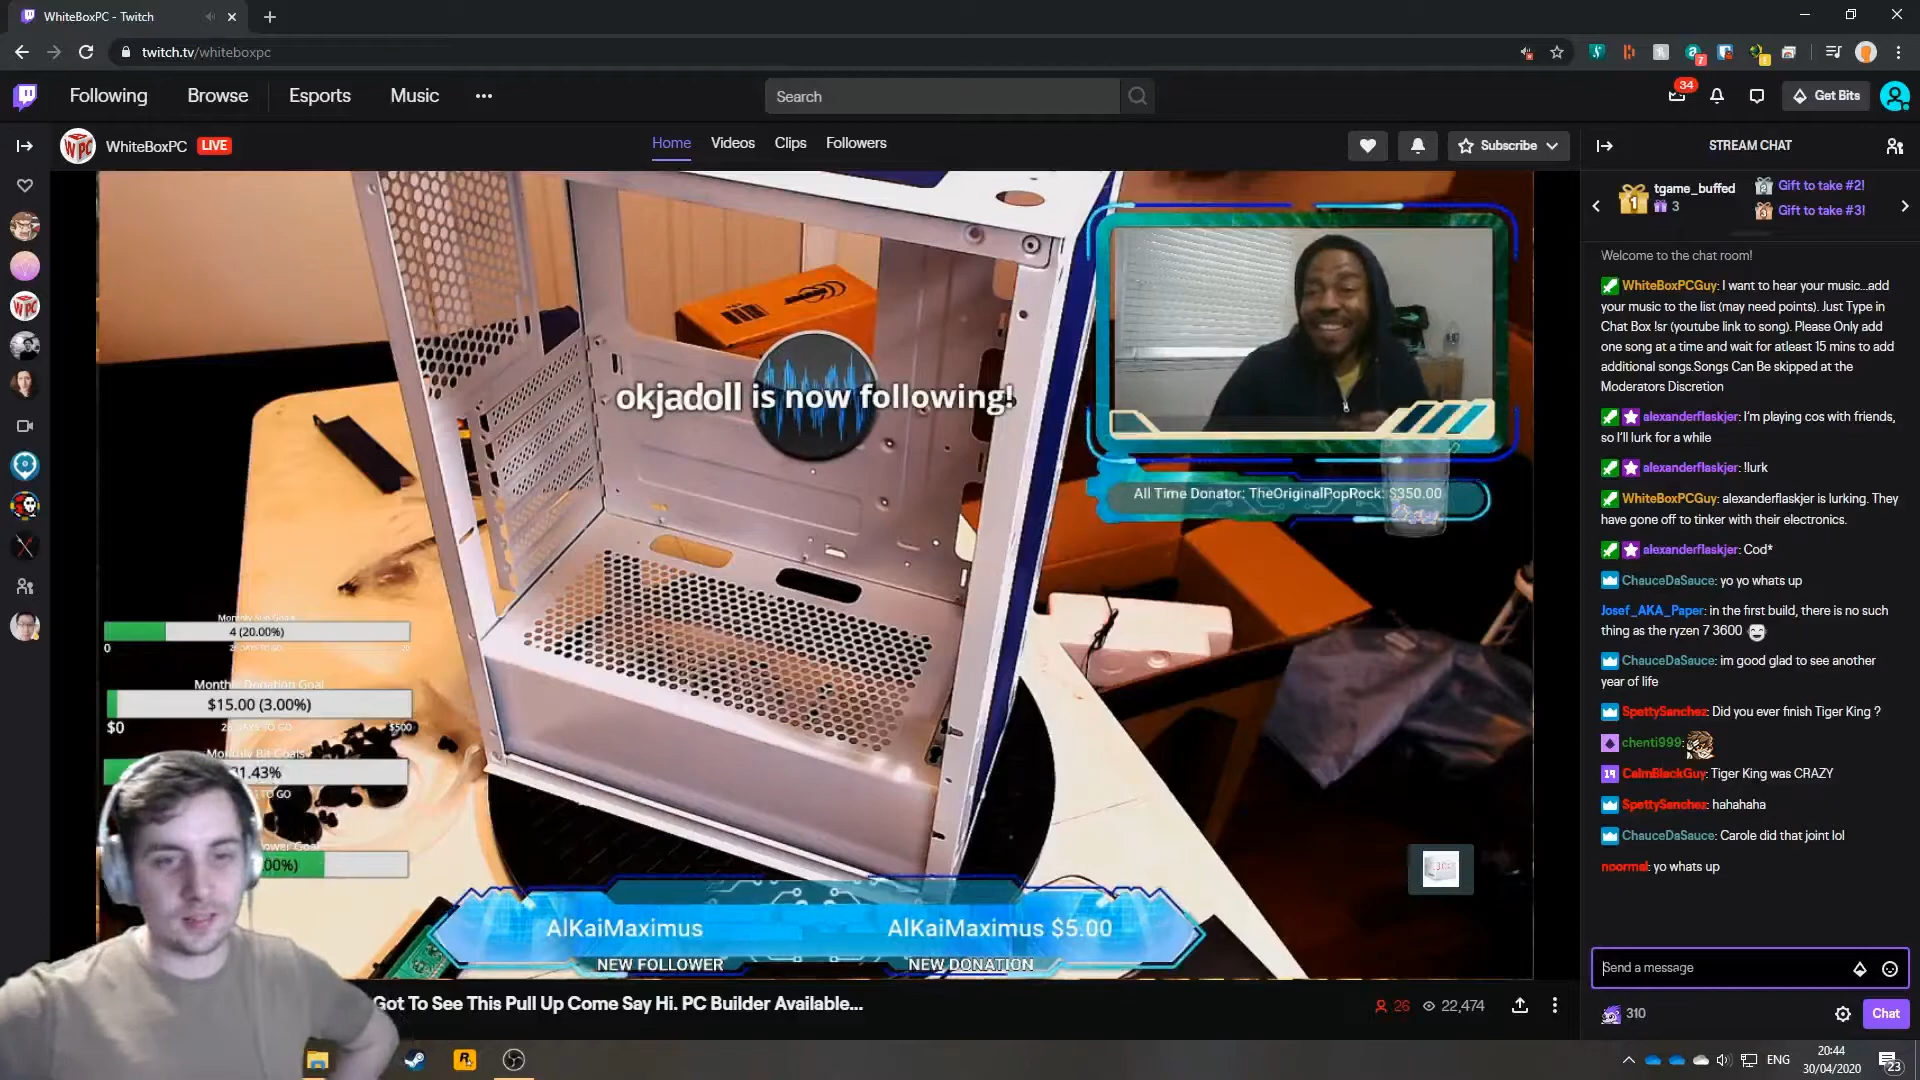 WhiteBoxPC - Twitch
twitch.tv/whiteboxpc
Following
Browse
Esports
Music
Search
34
Get Bits
WhiteBoxPC
LIVE
Home
Videos
Clips
Followers
Subscribe
STREAM CHAT
tgame_buffed
3
Gift to take #2!
Gift to take #3!
Welcome to the chat room!
WhiteBoxPCGuy: I want to hear your music...add
your music to the list (may need points). Just Type in
Chat Box !sr (youtube link to song). Please Only add
one song at a time and wait for atleast 15 mins to add
additional songs.Songs Can Be skipped at the
Moderators Discretion
alexanderflaskjer: I'm playing cos with friends,
so I'll lurk for a while
alexanderflaskjer: !lurk
WhiteBoxPCGuy: alexanderflaskjer is lurking. They
have gone off to tinker with their electronics.
alexanderflaskjer: Cod*
ChauceDaSauce: yo yo whats up
Josef_AKA_Paper: in the first build, there is no such
thing as the ryzen 7 3600
ChauceDaSauce: im good glad to see another
year of life
SpettySanchez: Did you ever finish Tiger King ?
chenti999:
CalmBlackGuy: Tiger King was CRAZY
SpettySanchez: hahahaha
ChauceDaSauce: Carole did that joint lol
noormal: yo whats up
Send a message
310
Chat
okjadoll is now following!
All Time Donator: TheOriginalPopRock: $350.00
4 (20.00%)
0
20
Monthly Donation Goal
$15.00 (3.00%)
$0
$500
31.43%
AlKaiMaximus
NEW FOLLOWER
AlKaiMaximus $5.00
NEW DONATION
Got To See This Pull Up Come Say Hi. PC Builder Available...
26
22,474
ENG
20:44
30/04/2020
23